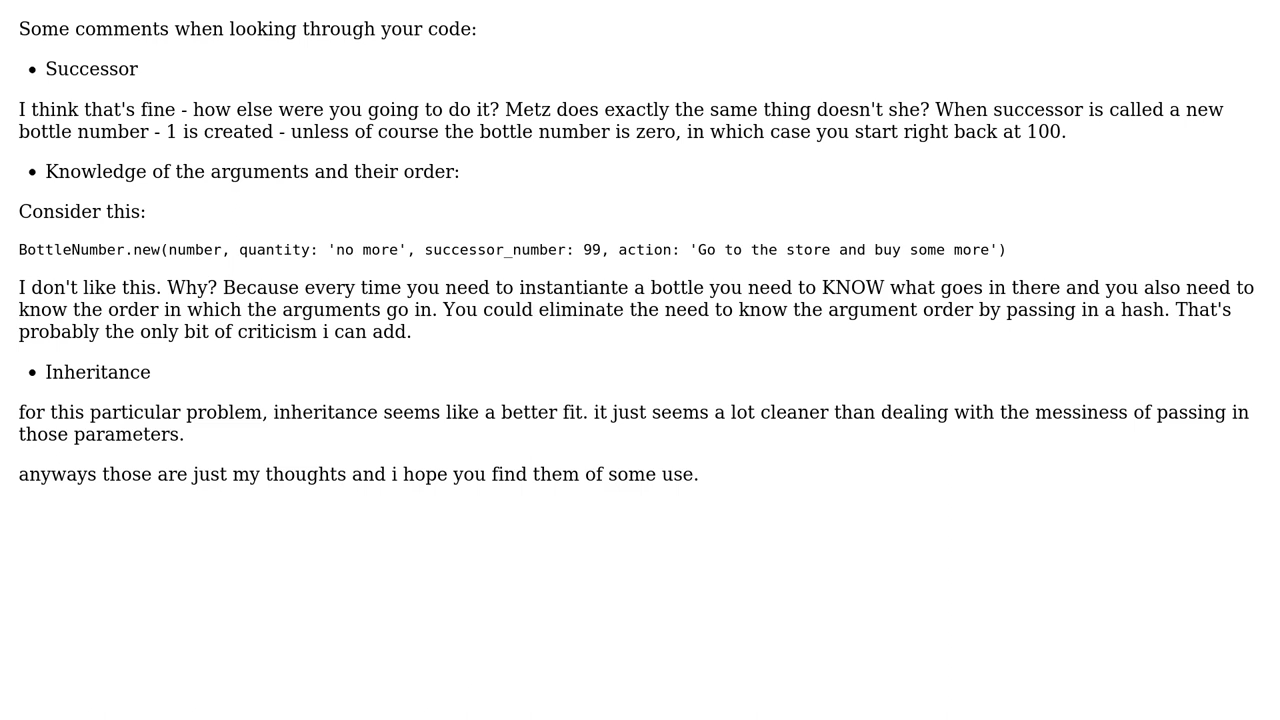 Some comments when looking through your code:
• Successor
I think that's fine - how else were you going to do it? Metz does exactly the same thing doesn't she? When successor is called a new
bottle number - 1 is created - unless of course the bottle number is zero, in which case you start right back at 100.
• Knowledge of the arguments and their order:
Consider this:
BottleNumber.new(number, quantity: 'no more', successor_number: 99, action: 'Go to the store and buy some more')
I don't like this. Why? Because every time you need to instantiante a bottle you need to KNOW what goes in there and you also need to
know the order in which the arguments go in. You could eliminate the need to know the argument order by passing in a hash. That's
probably the only bit of criticism i can add.
• Inheritance
for this particular problem, inheritance seems like a better fit. it just seems a lot cleaner than dealing with the messiness of passing in
those parameters.
anyways those are just my thoughts and i hope you find them of some use.